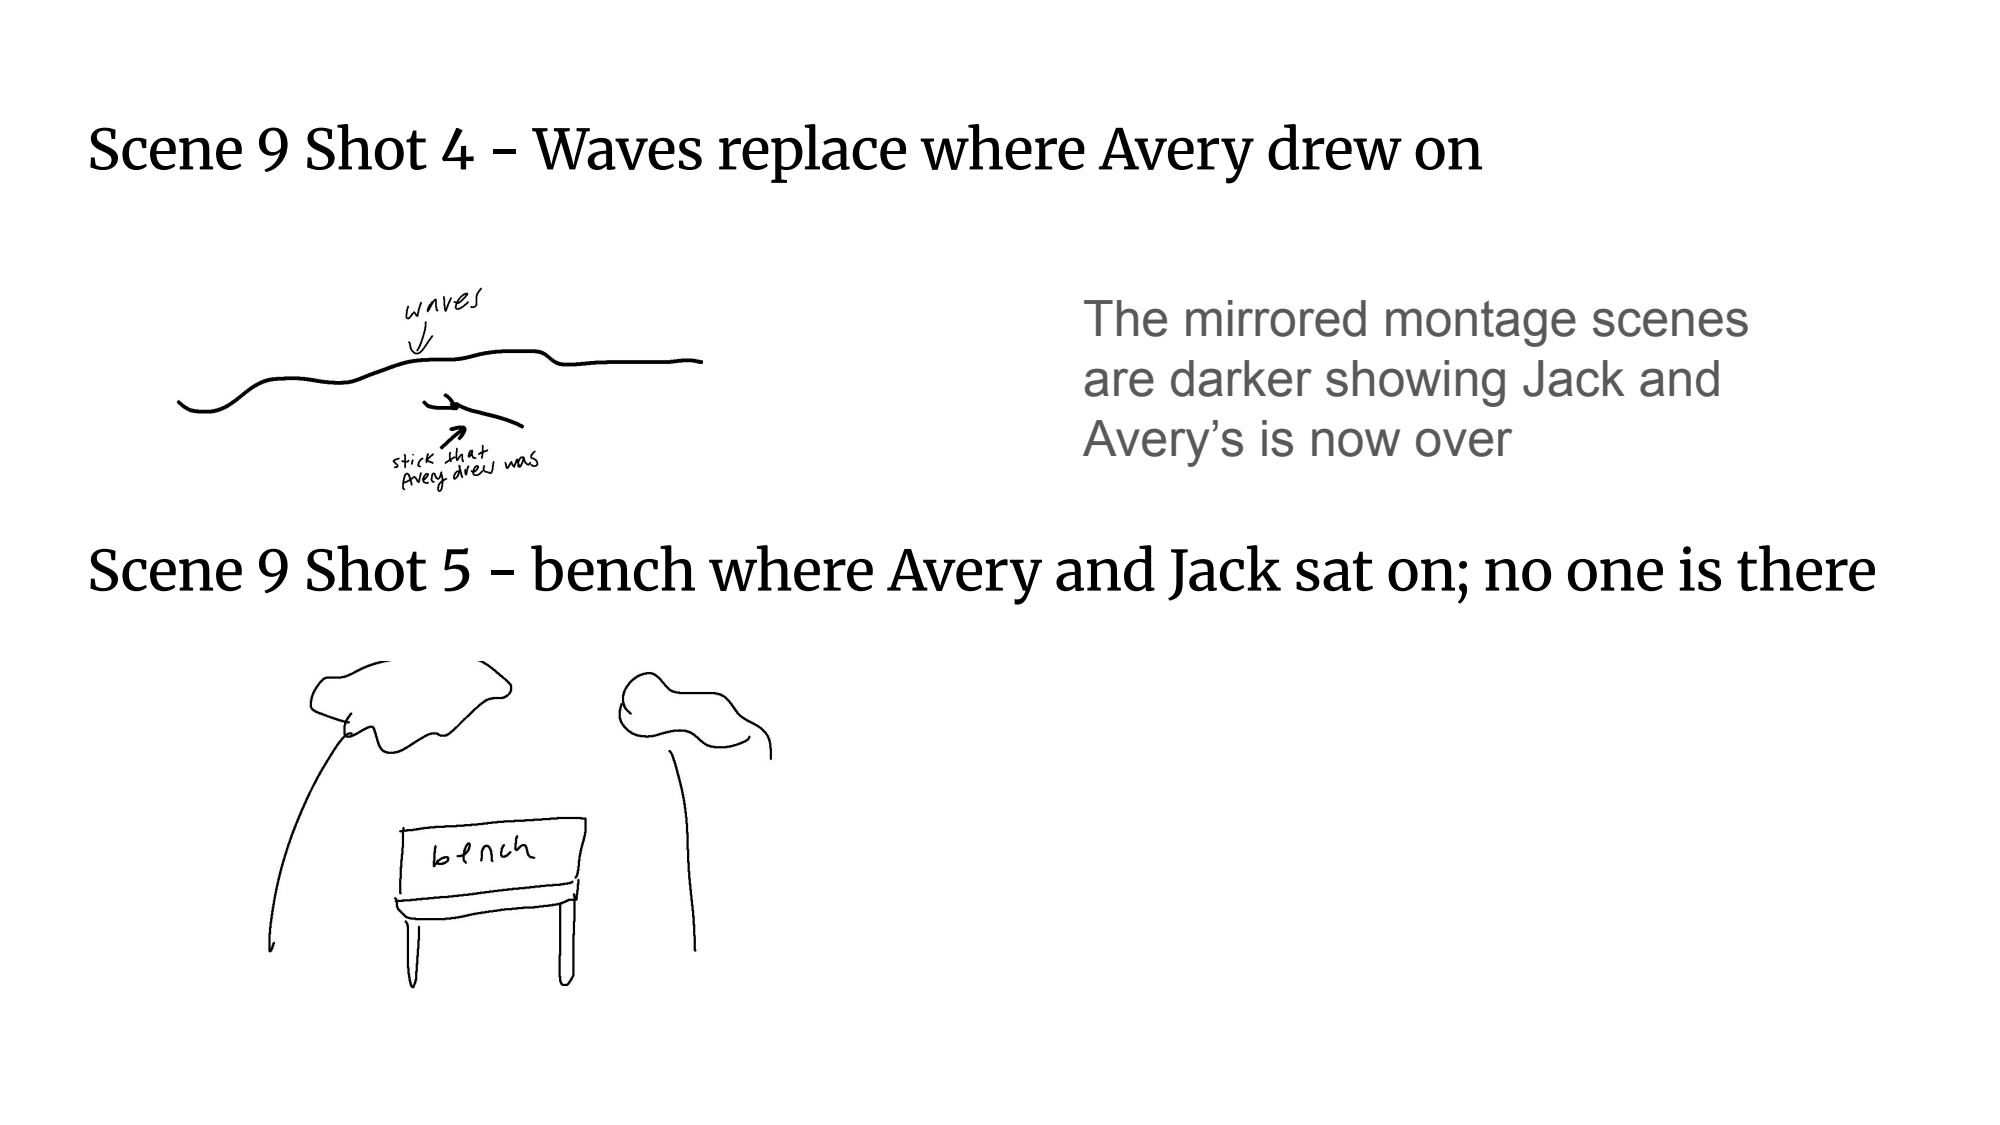 Scene 9 Shot 4 - Waves replace where Avery drew on
waves
stick that
Avery drew was
The mirrored montage scenes
are darker showing Jack and
Avery’s is now over
Scene 9 Shot 5 - bench where Avery and Jack sat on; no one is there
bench